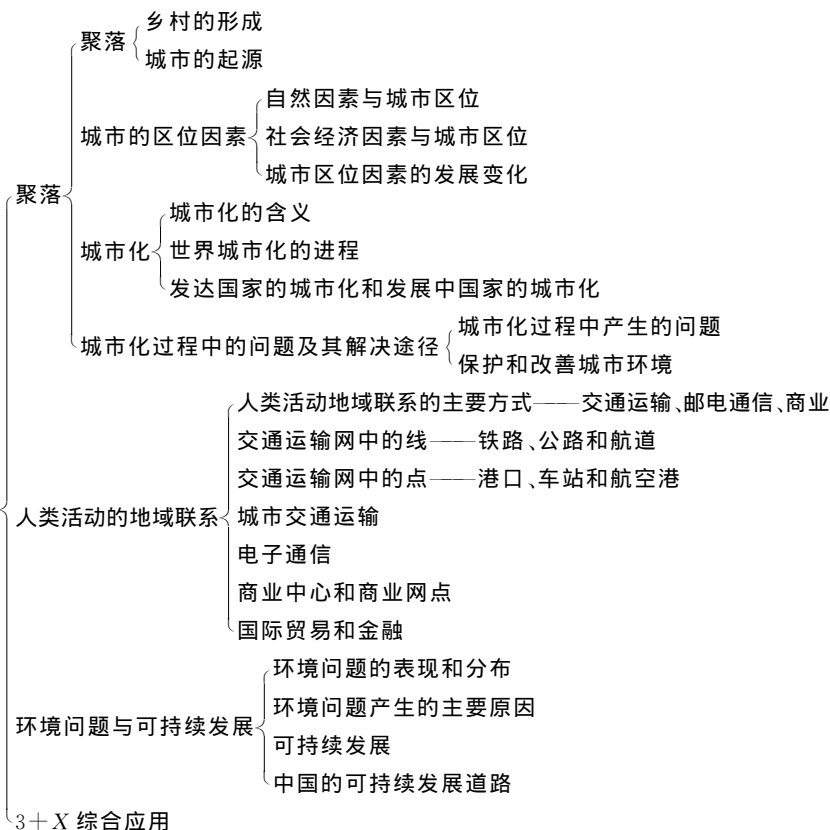 聚落
聚落
乡村的形成
城市的起源
城市的区位因素
自然因素与城市区位
社会经济因素与城市区位
城市区位因素的发展变化
城市化
城市化的含义
世界城市化的进程
发达国家的城市化和发展中国家的城市化
城市化过程中的问题及其解决途径
城市化过程中产生的问题
保护和改善城市环境
人类活动的地域联系
人类活动地域联系的主要方式——交通运输、邮电通信、商业
交通运输网中的线——铁路、公路和航道
交通运输网中的点——港口、车站和航空港
城市交通运输
电子通信
商业中心和商业网点
国际贸易和金融
环境问题与可持续发展
环境问题的表现和分布
环境问题产生的主要原因
可持续发展
中国的可持续发展道路
3+X 综合应用